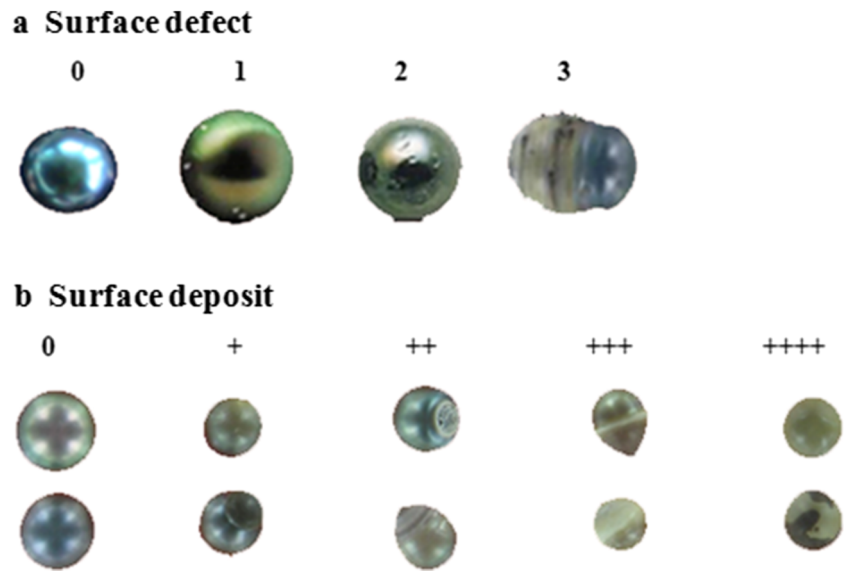 a Surface defect
0 1 2 3
b Surface deposit
0 + ++ +++ ++++